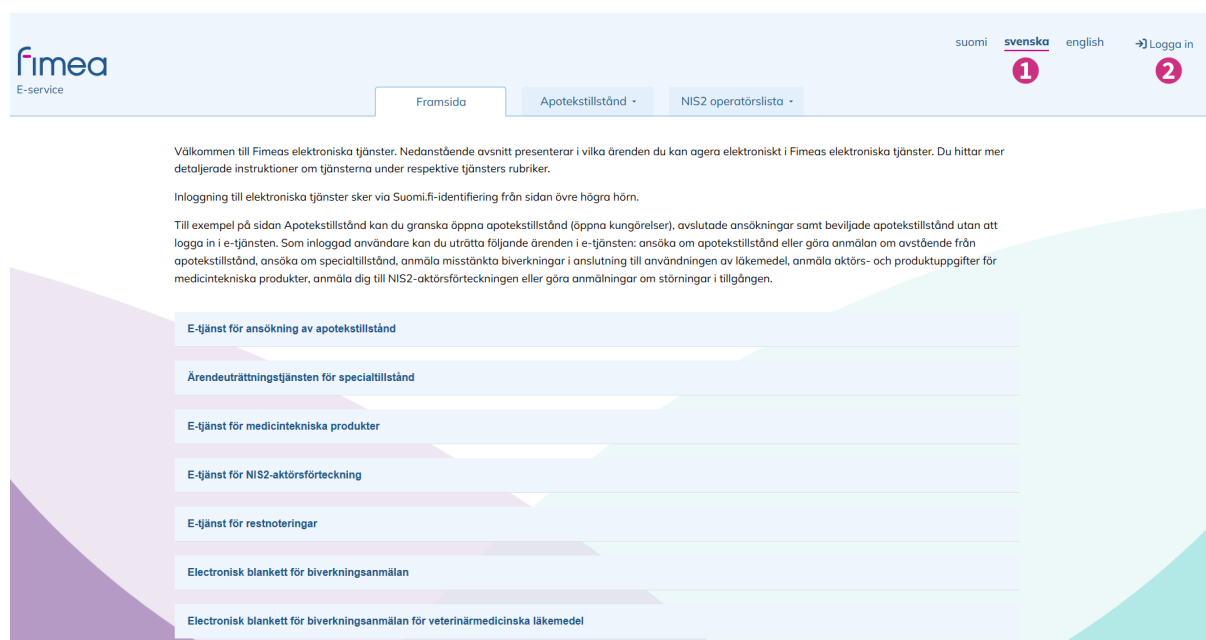 suomi svenska english Logga in
1 2
fimea
E-service
Framsida Apotekstillstånd NIS2 operatörslista
Välkommen till Fimeas elektroniska tjänster. Nedanstående avsnitt presenterar i vilka ärenden du kan agera elektroniskt i Fimeas elektroniska tjänster. Du hittar mer
detaljerade instruktioner om tjänsterna under respektive tjänsters rubriker.
Inloggning till elektroniska tjänster sker via Suomi.fi-identifiering från sidan övre högra hörn.
Till exempel på sidan Apotekstillstånd kan du granska öppna apotekstillstånd (öppna kungörelser), avslutade ansökningar samt beviljade apotekstillstånd utan att
logga in i e-tjänsten. Som inloggad användare kan du uträtta följande ärenden i e-tjänsten: ansöka om apotekstillstånd eller göra anmälan om avstående från
apotekstillstånd, ansöka om specialtillstånd, anmäla misstänkta biverkningar i anslutning till användningen av läkemedel, anmäla aktörs- och produktuppgifter för
medicintekniska produkter, anmäla dig till NIS2-aktörsförteckningen eller göra anmälningar om störningar i tillgången.
E-tjänst för ansökning av apotekstillstånd
Ärendeuträttningstjänsten för specialtillstånd
E-tjänst för medicintekniska produkter
E-tjänst för NIS2-aktörsförteckning
E-tjänst för restnoteringar
Electronisk blankett för biverkningsanmälan
Electronisk blankett för biverkningsanmälan för veterinärmedicinska läkemedel